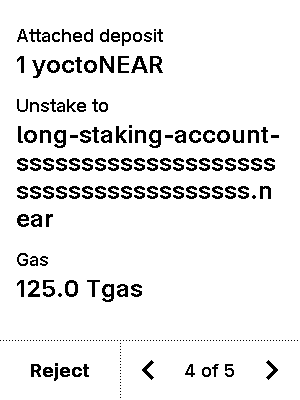 Attached deposit
1 yoctoNEAR
Unstake to
long-staking-account-
ssssssssssssssssssss
ssssssssssssssssss.n
ear
Gas
125.0 Tgas
Reject
4 of 5